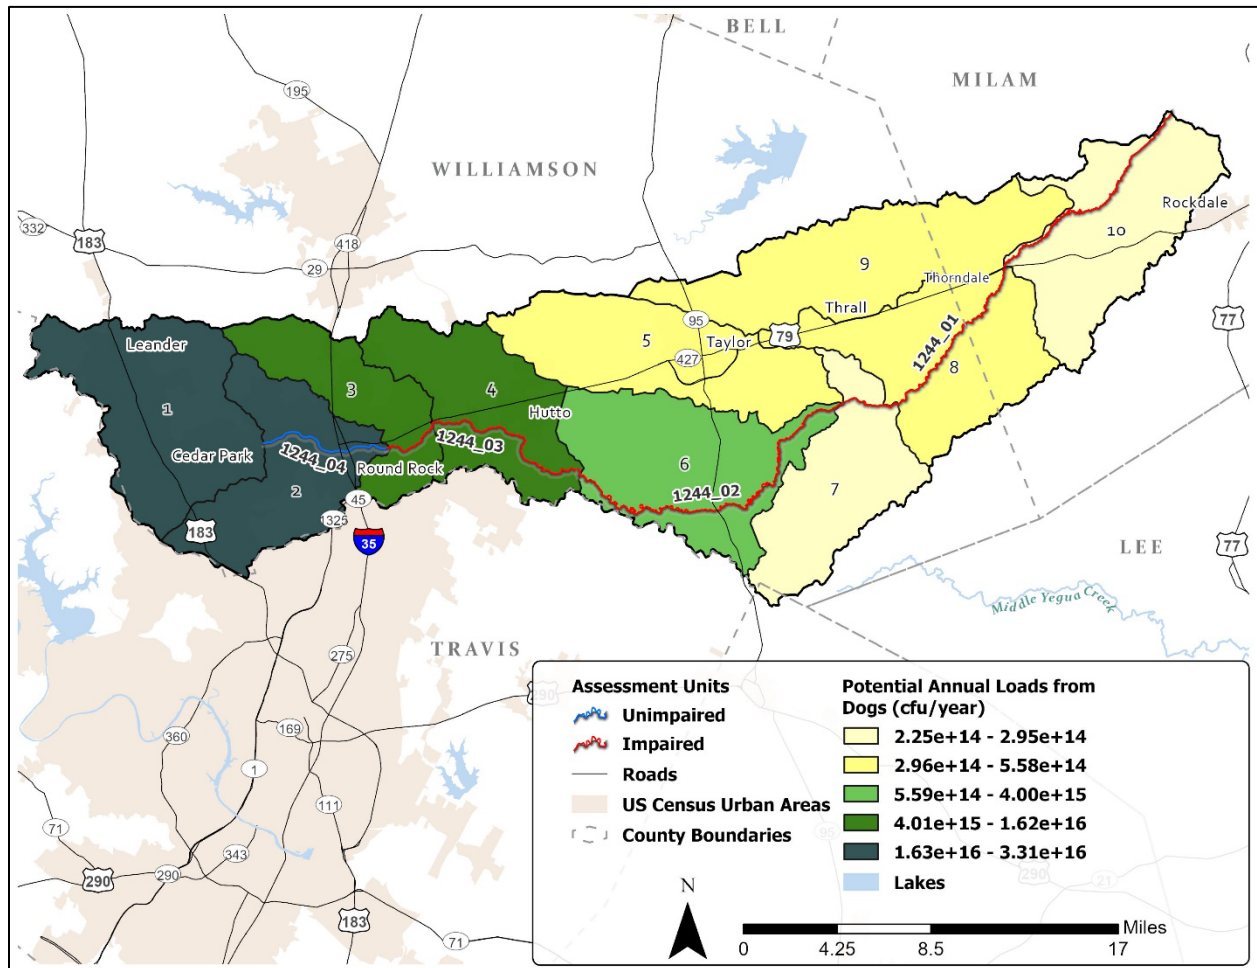 BELL
MILAM
195
WILLIAMSON
Rockdale
332
183
418
10
29
9
Thorndale
Thrall
77
95
79
5
Taylor
427
Leander
3
4
1244_01
8
1
Hutto
Cedar Park
1244_04
1244_03
Round Rock
6
2
1244_02
7
45
183
1325
35
77
LEE
Middle Yegua Creek
TRAVIS
275
290
360
169
1
111
71
343
290
290
183
71
95
290
21
Assessment Units
Unimpaired
Impaired
Roads
US Census Urban Areas
County Boundaries
Potential Annual Loads from
Dogs (cfu/year)
2.25e+14 - 2.95e+14
2.96e+14 - 5.58e+14
5.59e+14 - 4.00e+15
4.01e+15 - 1.62e+16
1.63e+16 - 3.31e+16
Lakes
N
Miles
0 4.25 8.5 17